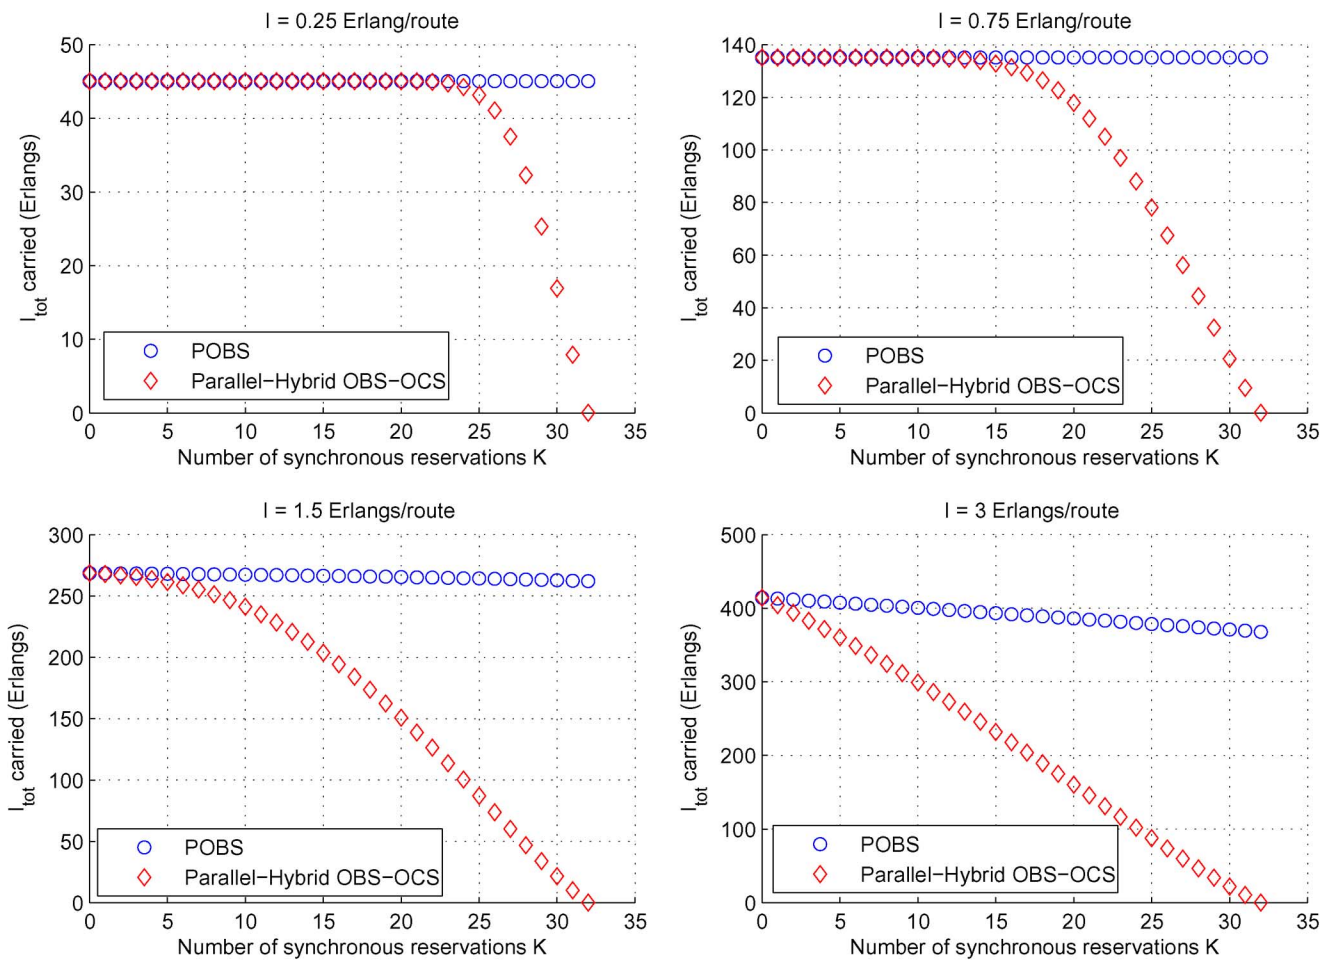 I = 0.25 Erlang/route
50
40
30
20
10
0
I_tot carried (Erlangs)
POBS
Parallel-Hybrid OBS-OCS
0 5 10 15 20 25 30 35
Number of synchronous reservations K
I = 0.75 Erlang/route
140
120
100
80
60
40
20
0
I_tot carried (Erlangs)
POBS
Parallel-Hybrid OBS-OCS
0 5 10 15 20 25 30 35
Number of synchronous reservations K
I = 1.5 Erlangs/route
300
250
200
150
100
50
0
I_tot carried (Erlangs)
POBS
Parallel-Hybrid OBS-OCS
0 5 10 15 20 25 30 35
Number of synchronous reservations K
I = 3 Erlangs/route
500
400
300
200
100
0
I_tot carried (Erlangs)
POBS
Parallel-Hybrid OBS-OCS
0 5 10 15 20 25 30 35
Number of synchronous reservations K